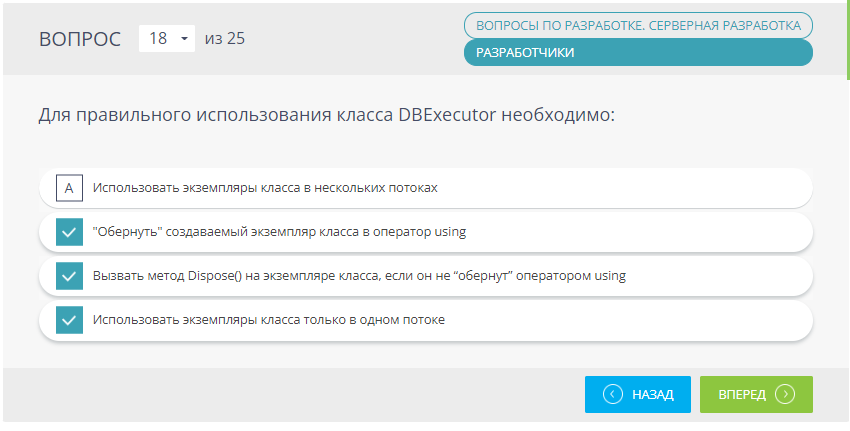 ВОПРОС 18 из 25
ВОПРОСЫ ПО РАЗРАБОТКЕ. СЕРВЕРНАЯ РАЗРАБОТКА
РАЗРАБОТЧИКИ
Для правильного использования класса DBExecutor необходимо:
A Использовать экземпляры класса в нескольких потоках
"Обернуть" создаваемый экземпляр класса в оператор using
Вызвать метод Dispose() на экземпляре класса, если он не “обернут” оператором using
Использовать экземпляры класса только в одном потоке
НАЗАД ВПЕРЕД